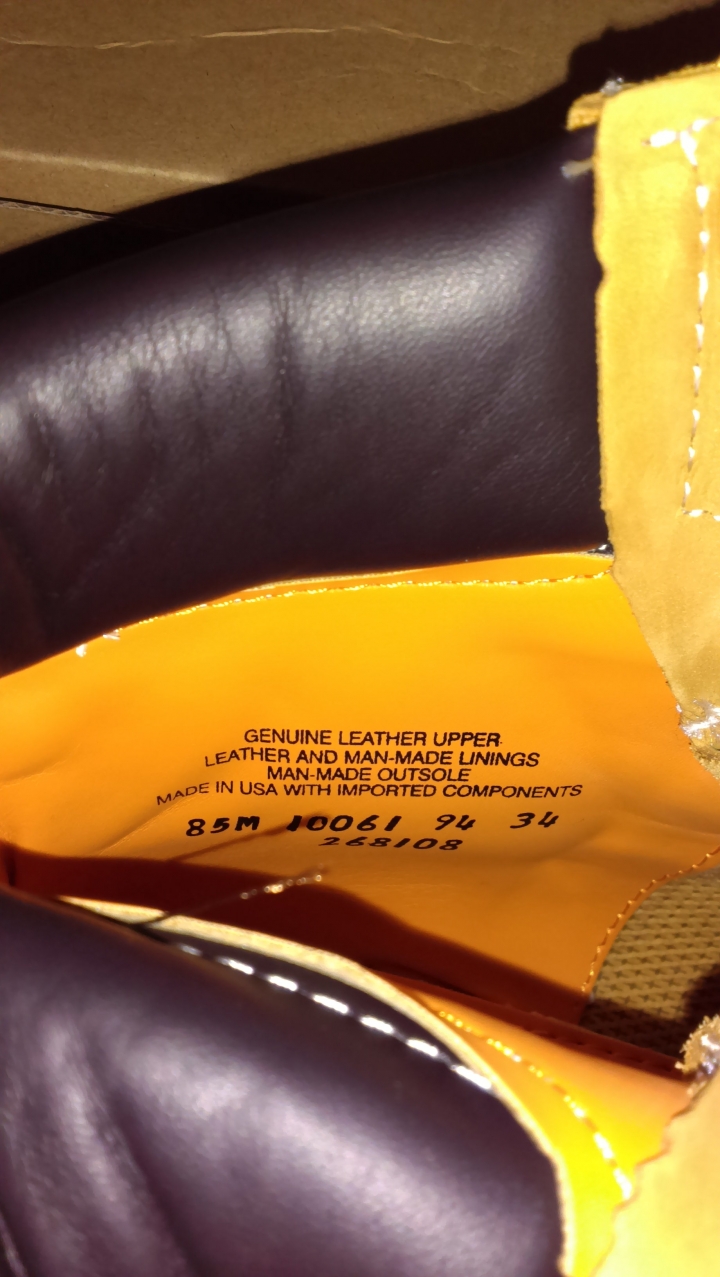 GENUINE LEATHER UPPER
LEATHER AND MAN-MADE LININGS
MAN-MADE OUTSOLE
MADE IN USA WITH IMPORTED COMPONENTS
85M 10061 94 34
268108